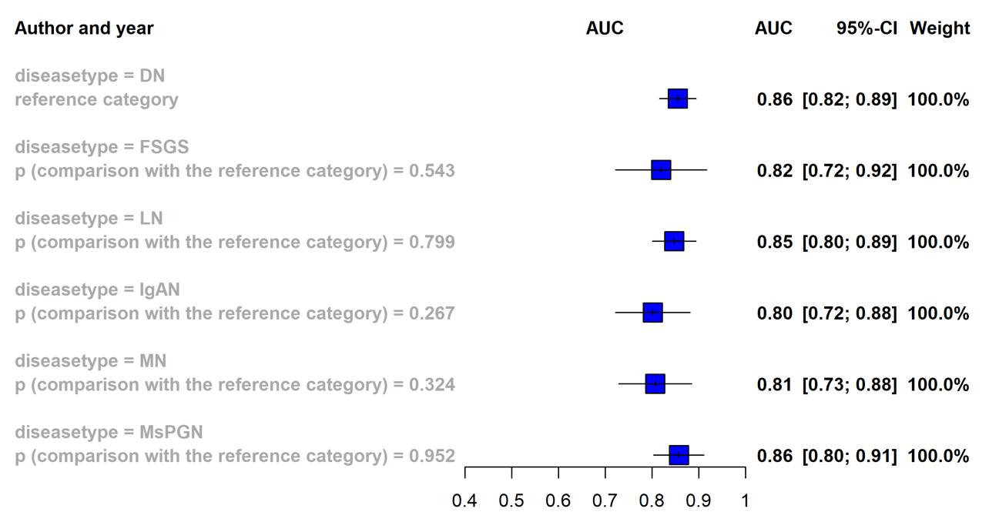 Author and year AUC AUC 95%-CI Weight
diseasetype = DN
reference category 0.86 [0.82; 0.89] 100.0%
diseasetype = FSGS
p (comparison with the reference category) = 0.543 0.82 [0.72; 0.92] 100.0%
diseasetype = LN
p (comparison with the reference category) = 0.799 0.85 [0.80; 0.89] 100.0%
diseasetype = IgAN
p (comparison with the reference category) = 0.267 0.80 [0.72; 0.88] 100.0%
diseasetype = MN
p (comparison with the reference category) = 0.324 0.81 [0.73; 0.88] 100.0%
diseasetype = MsPGN
p (comparison with the reference category) = 0.952 0.86 [0.80; 0.91] 100.0%
0.4 0.5 0.6 0.7 0.8 0.9 1